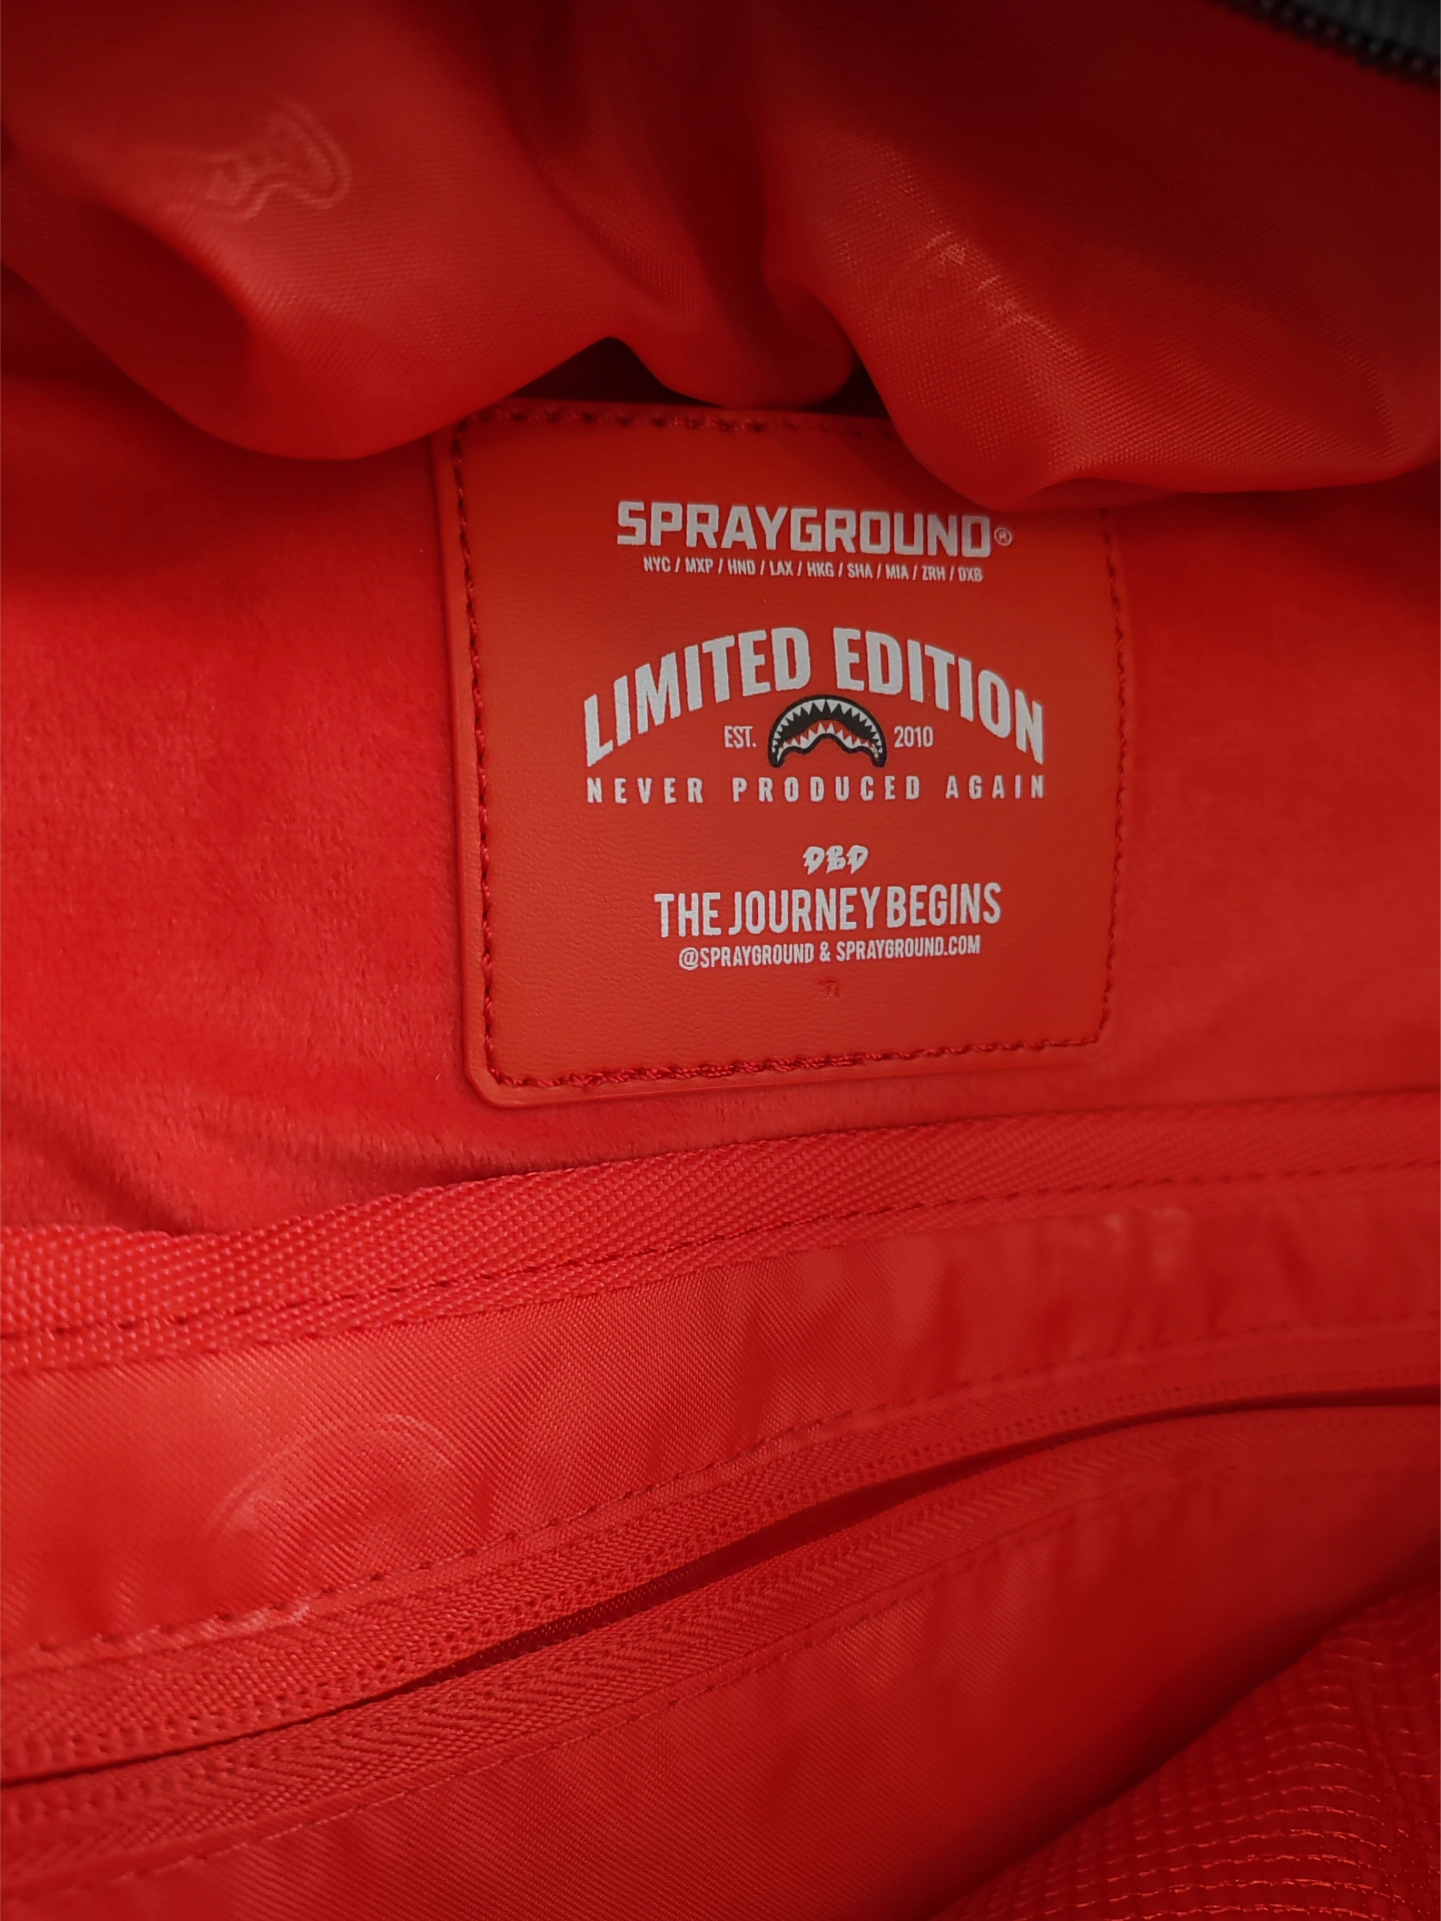 SPRAYGROUND®
NYC / MXP / HND / LAX / HKG / SHA / MIA / ZRH / DXB
LIMITED EDITION
EST. 2010
NEVER PRODUCED AGAIN
DBD
THE JOURNEY BEGINS
@SPRAYGROUND & SPRAYGROUND.COM